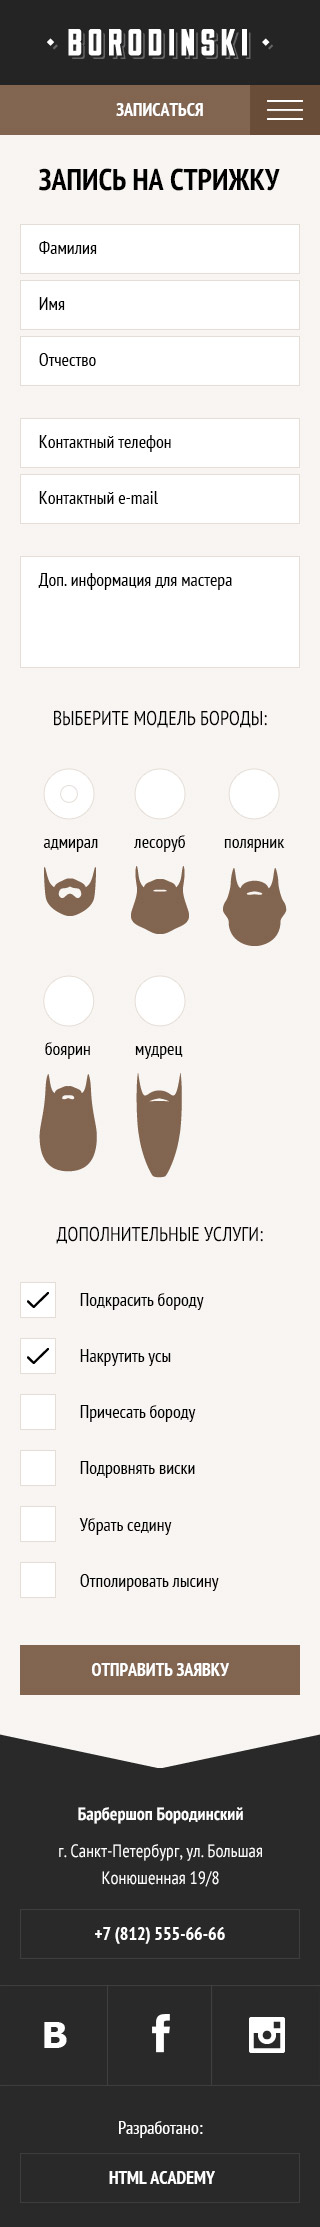 BORODINSKI
ЗАПИСАТЬСЯ
ЗАПИСЬ НА СТРИЖКУ
Фамилия
Имя
Отчество
Контактный телефон
Контактный e-mail
Доп. информация для мастера
ВЫБЕРИТЕ МОДЕЛЬ БОРОДЫ:
адмирал лесоруб полярник
боярин мудрец
ДОПОЛНИТЕЛЬНЫЕ УСЛУГИ:
Подкрасить бороду
Накрутить усы
Причесать бороду
Подровнять виски
Убрать седину
Отполировать лысину
ОТПРАВИТЬ ЗАЯВКУ
Барбершоп Бородинский
г. Санкт-Петербург, ул. Большая
Конюшенная 19/8
+7 (812) 555-66-66
В f
Разработано:
HTML ACADEMY